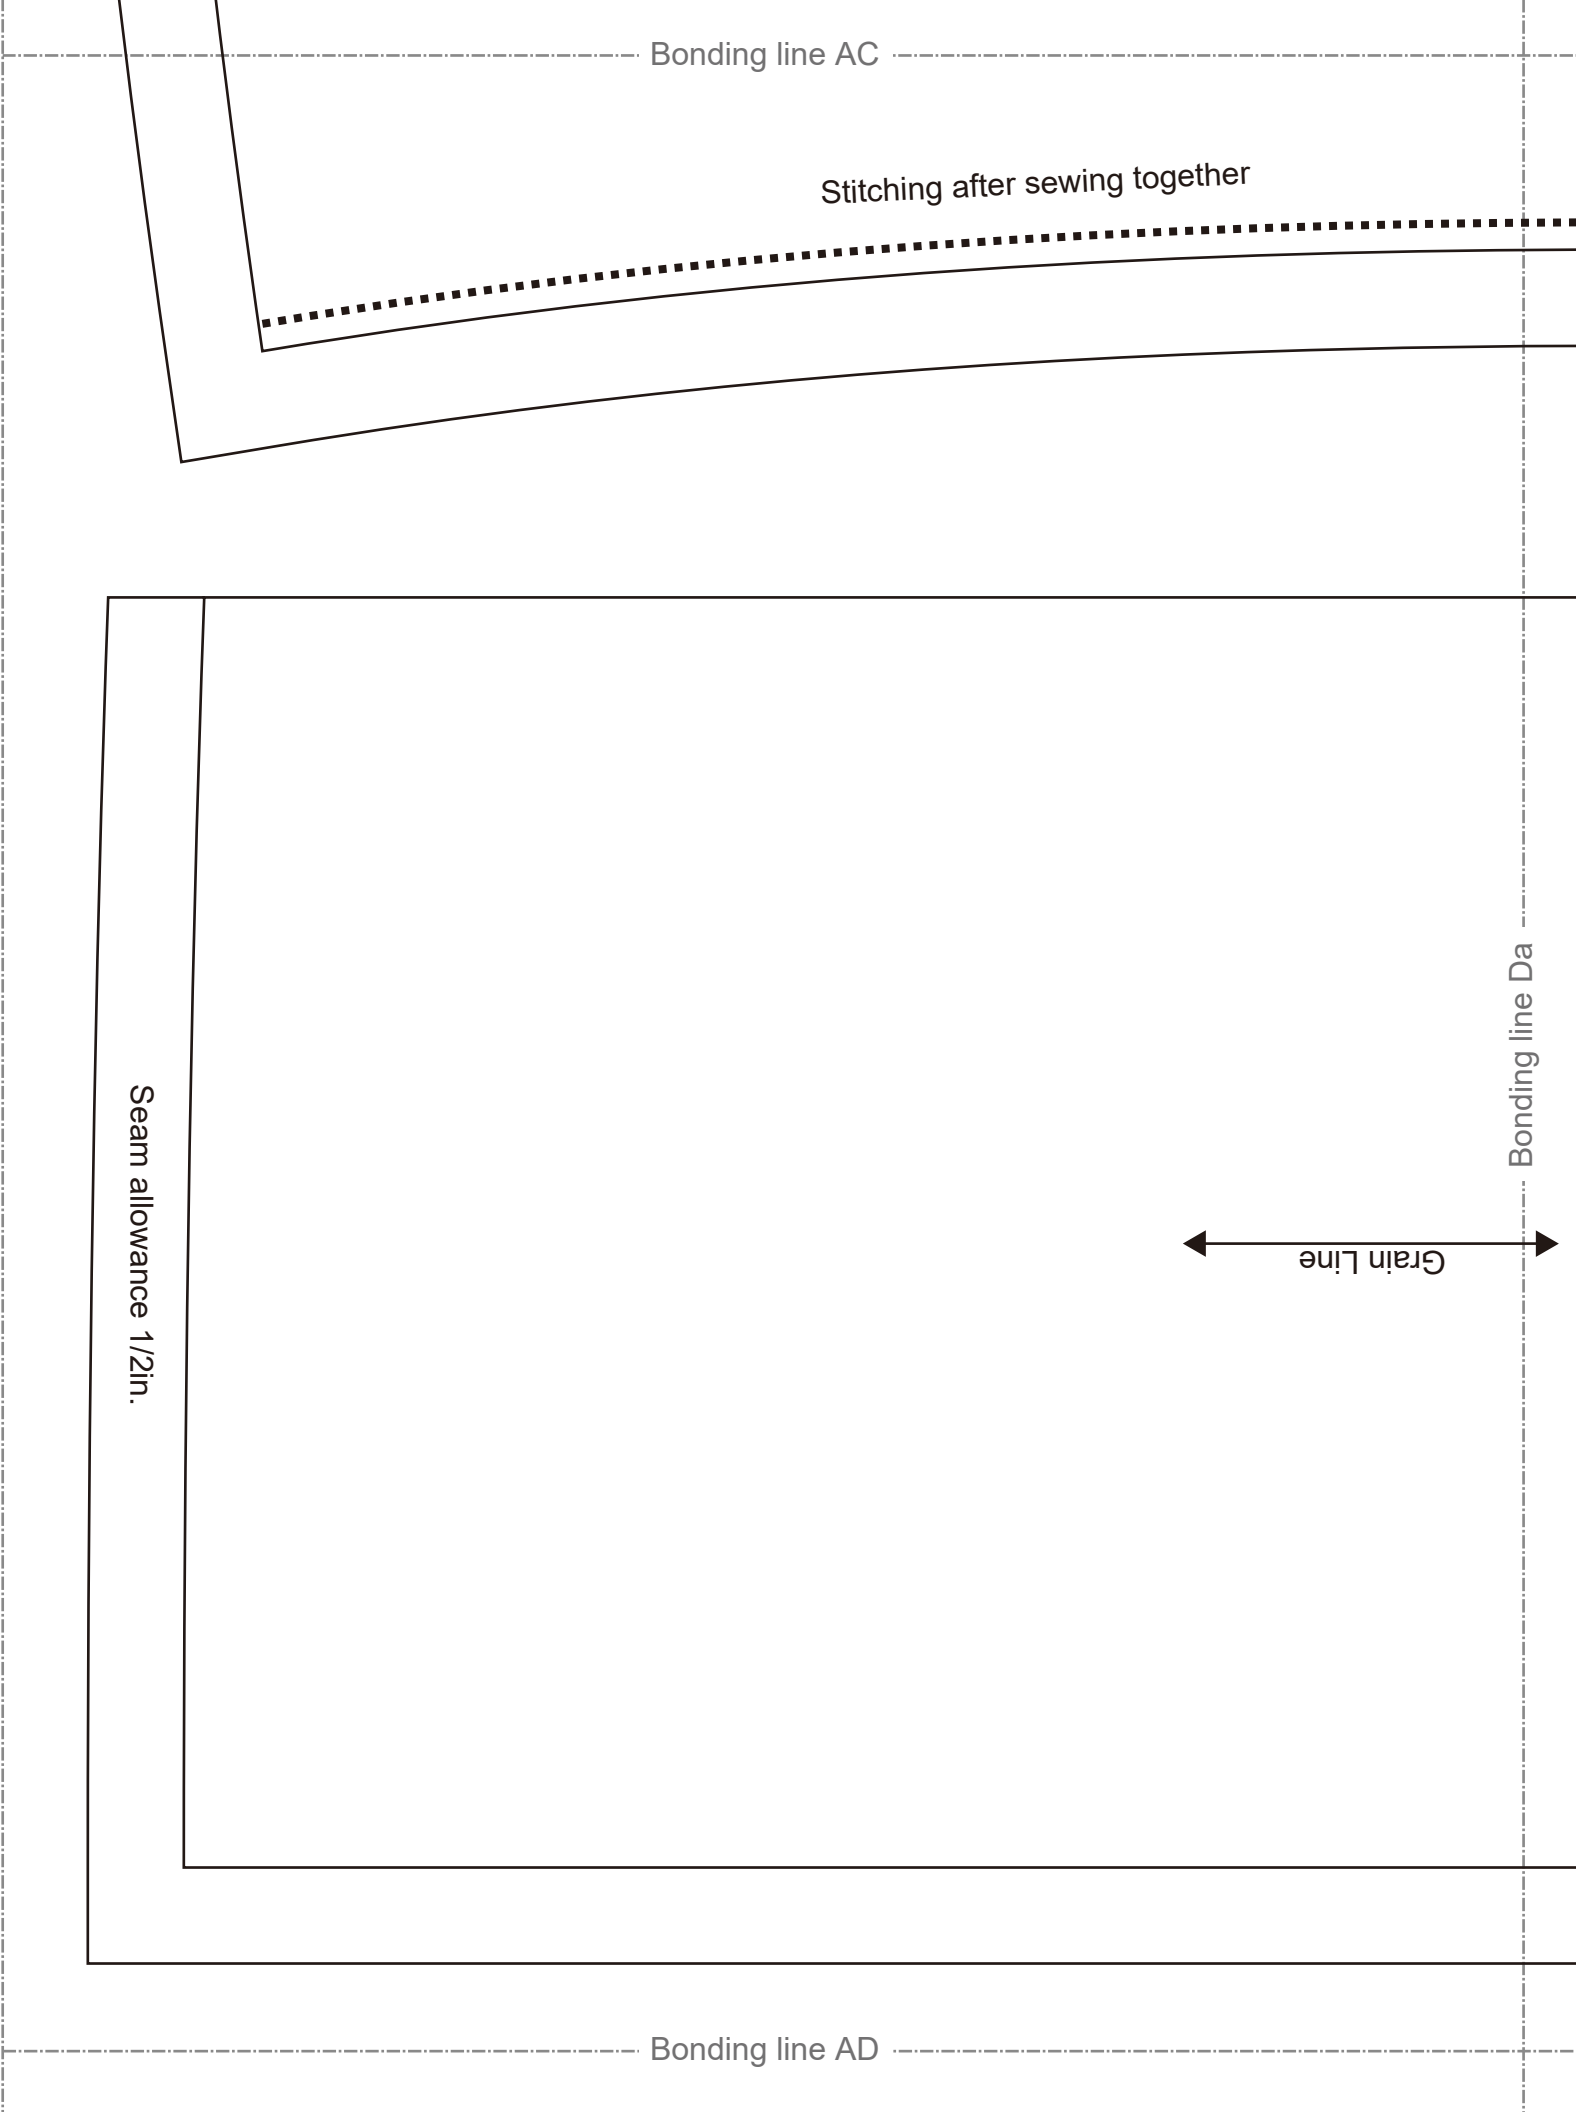 Bonding line AC
Stitching after sewing together
Bonding line Da
Seam allowance 1/2in.
Grain Line
Bonding line AD